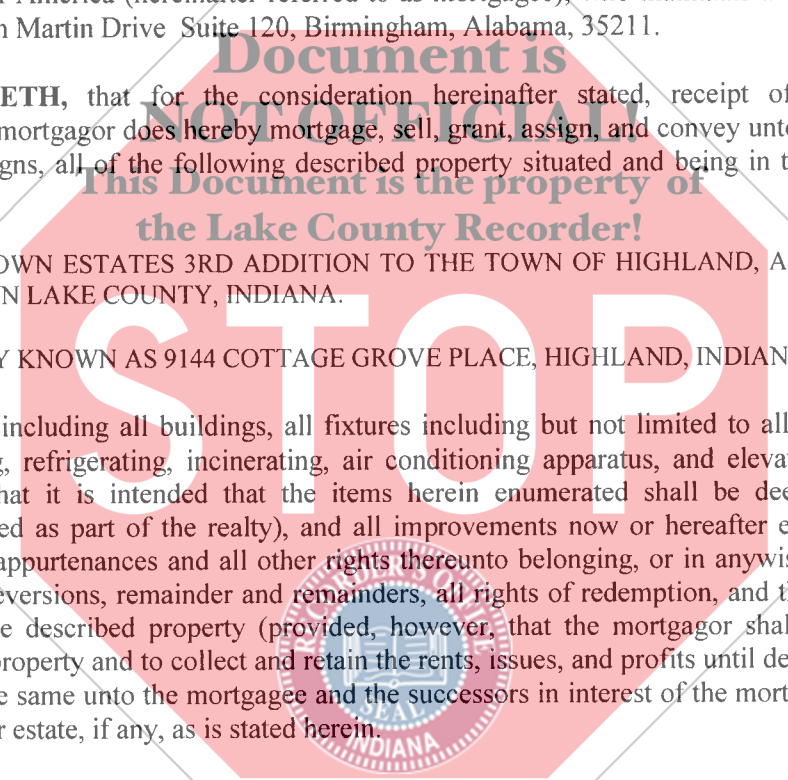 America (hereinafter referred to as mortgagee),
Martin Drive Suite 120, Birmingham, Alabama, 35211.
Document is
ETH, that for the consideration hereinafter stated, receipt of
NOT OFFICIAL!
mortgagor does hereby mortgage, sell, grant, assign, and convey unto
gns, all of the following described property situated and being in t
This Document is the property of
the Lake County Recorder!
OWN ESTATES 3RD ADDITION TO THE TOWN OF HIGHLAND, A
N LAKE COUNTY, INDIANA.
STOP
Y KNOWN AS 9144 COTTAGE GROVE PLACE, HIGHLAND, INDIAN
including all buildings, all fixtures including but not limited to all
g, refrigerating, incinerating, air conditioning apparatus, and eleva
hat it is intended that the items herein enumerated shall be dee
ed as part of the realty), and all improvements now or hereafter e
appurtenances and all other rights thereunto belonging, or in anywis
eversions, remainder and remainders, all rights of redemption, and t
e described property (provided, however, that the mortgagor shal
property and to collect and retain the rents, issues, and profits until de
e same unto the mortgagee and the successors in interest of the mort
r estate, if any, as is stated herein.
RECORDER'S OFFICE
SEAL
INDIANA